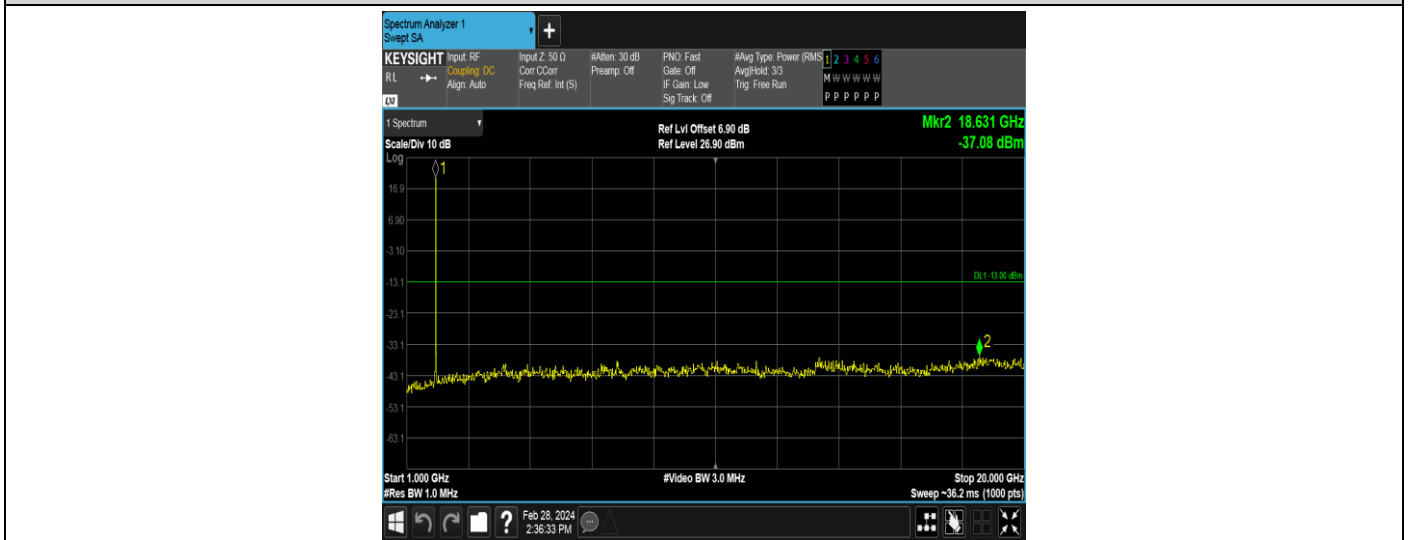 Spectrum Analyzer 1
Swept SA
+
KEYSIGHT
RL
LXI
Input: RF
Coupling: DC
Align: Auto
Input Z: 50 Ω
Corr CCorr
Freq Ref: Int (S)
#Atten: 30 dB
Preamp: Off
PNO: Fast
Gate: Off
IF Gain: Low
Sig Track: Off
#Avg Type: Power (RMS
Avg|Hold: 3/3
Trig: Free Run
1 2 3 4 5 6
M W W W W W
P P P P P P
1 Spectrum
Scale/Div 10 dB
Ref Lvl Offset 6.90 dB
Ref Level 26.90 dBm
Mkr2 18.631 GHz
-37.08 dBm
Log
1
16.9
6.90
-3.10
DL1 -13.00 dBm
-13.1
-23.1
-33.1
2
-43.1
-53.1
-63.1
Start 1.000 GHz
#Res BW 1.0 MHz
#Video BW 3.0 MHz
Stop 20.000 GHz
Sweep ~36.2 ms (1000 pts)
?
Feb 28, 2024
2:36:33 PM